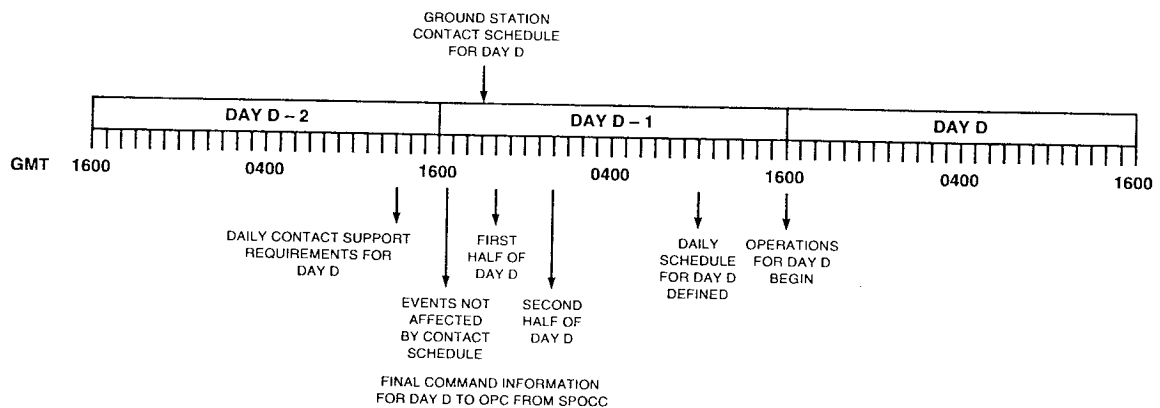 GROUND STATION
CONTACT SCHEDULE
FOR DAY D
DAY D – 2
DAY D – 1
DAY D
GMT
1600
0400
1600
0400
1600
0400
1600
DAILY CONTACT SUPPORT
REQUIREMENTS FOR
DAY D
FIRST
HALF OF
DAY D
DAILY
SCHEDULE
FOR DAY D
DEFINED
OPERATIONS
FOR DAY D
BEGIN
EVENTS NOT
AFFECTED
BY CONTACT
SCHEDULE
SECOND
HALF OF
DAY D
FINAL COMMAND INFORMATION
FOR DAY D TO OPC FROM SPOCC